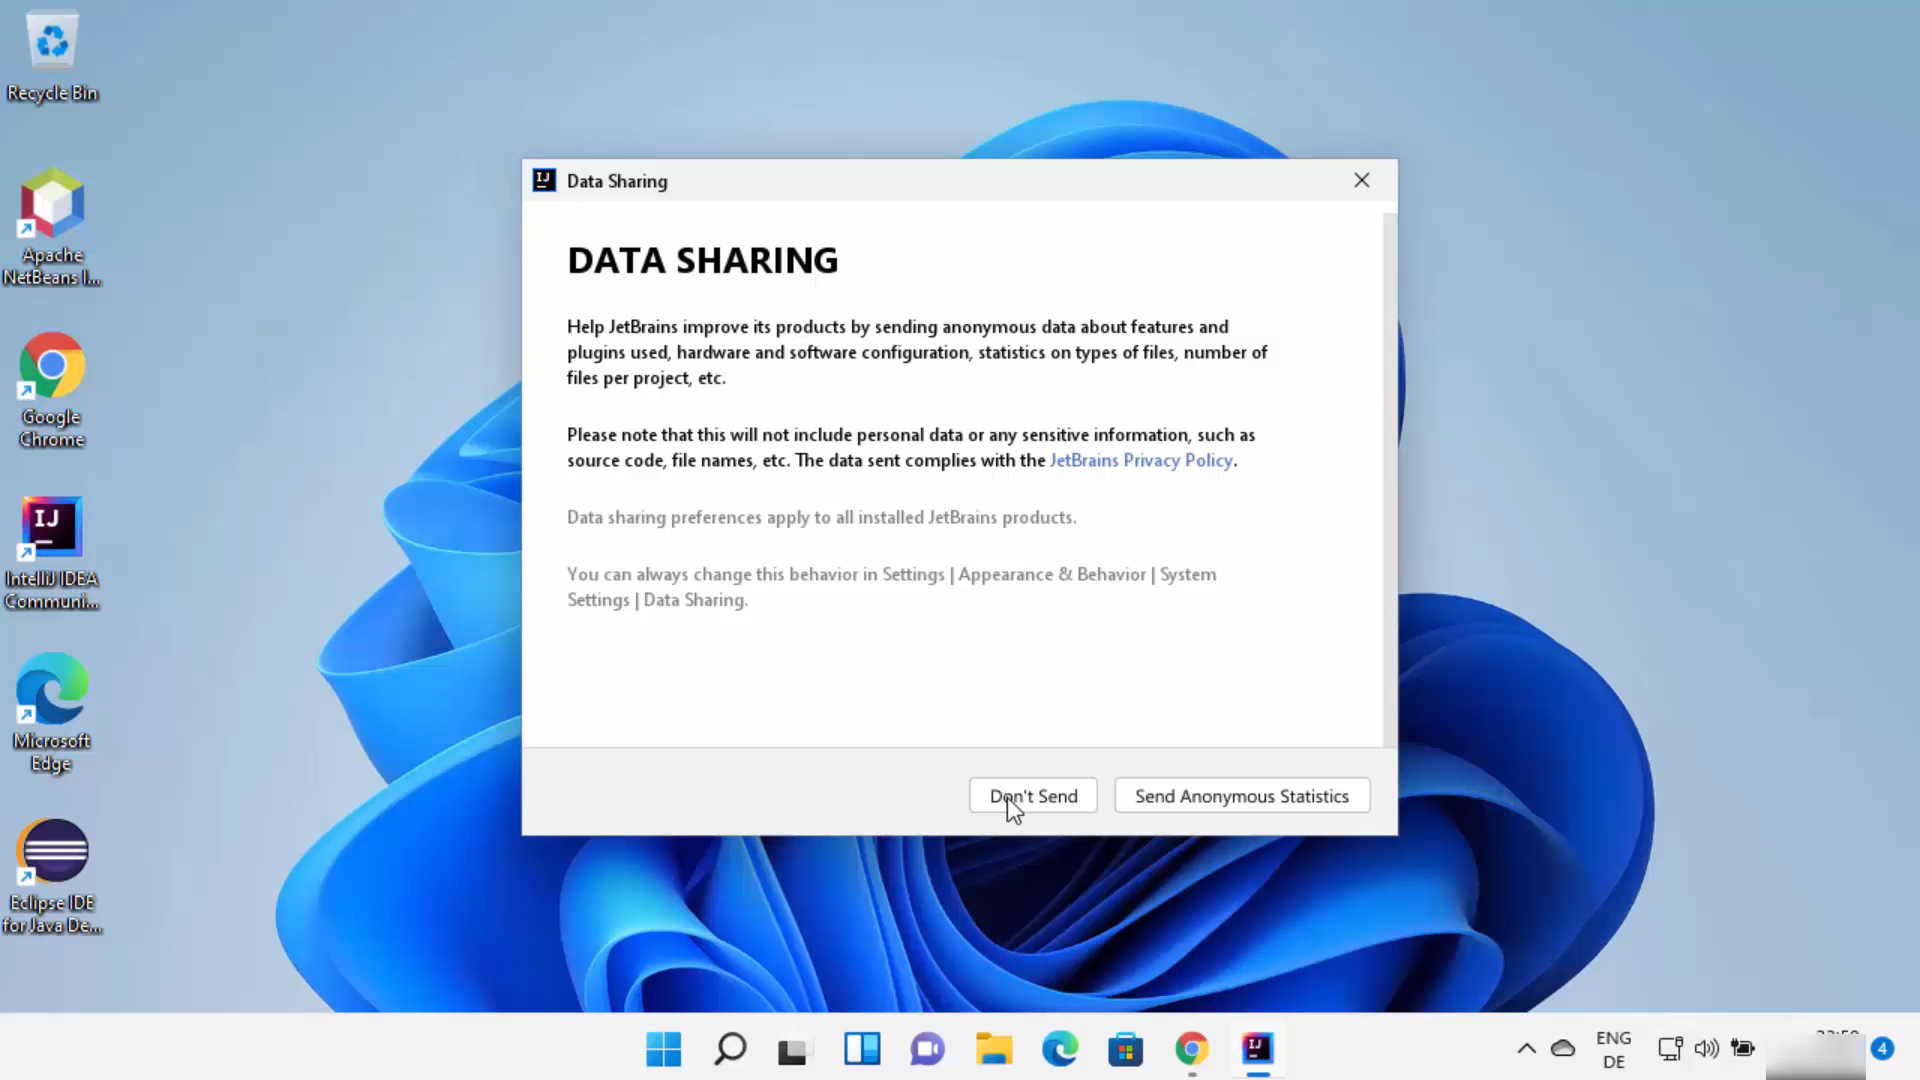 Recycle Bin
Apache
NetBeans I...
Google
Chrome
IJ
IntelliJ IDEA
Communi...
Microsoft
Edge
Eclipse IDE
for Java De...
IJ
Data Sharing
DATA SHARING
Help JetBrains improve its products by sending anonymous data about features and
plugins used, hardware and software configuration, statistics on types of files, number of
files per project, etc.
Please note that this will not include personal data or any sensitive information, such as
source code, file names, etc. The data sent complies with the JetBrains Privacy Policy.
Data sharing preferences apply to all installed JetBrains products.
You can always change this behavior in Settings | Appearance & Behavior | System
Settings | Data Sharing.
Don't Send
Send Anonymous Statistics
IJ
ENG
DE
4